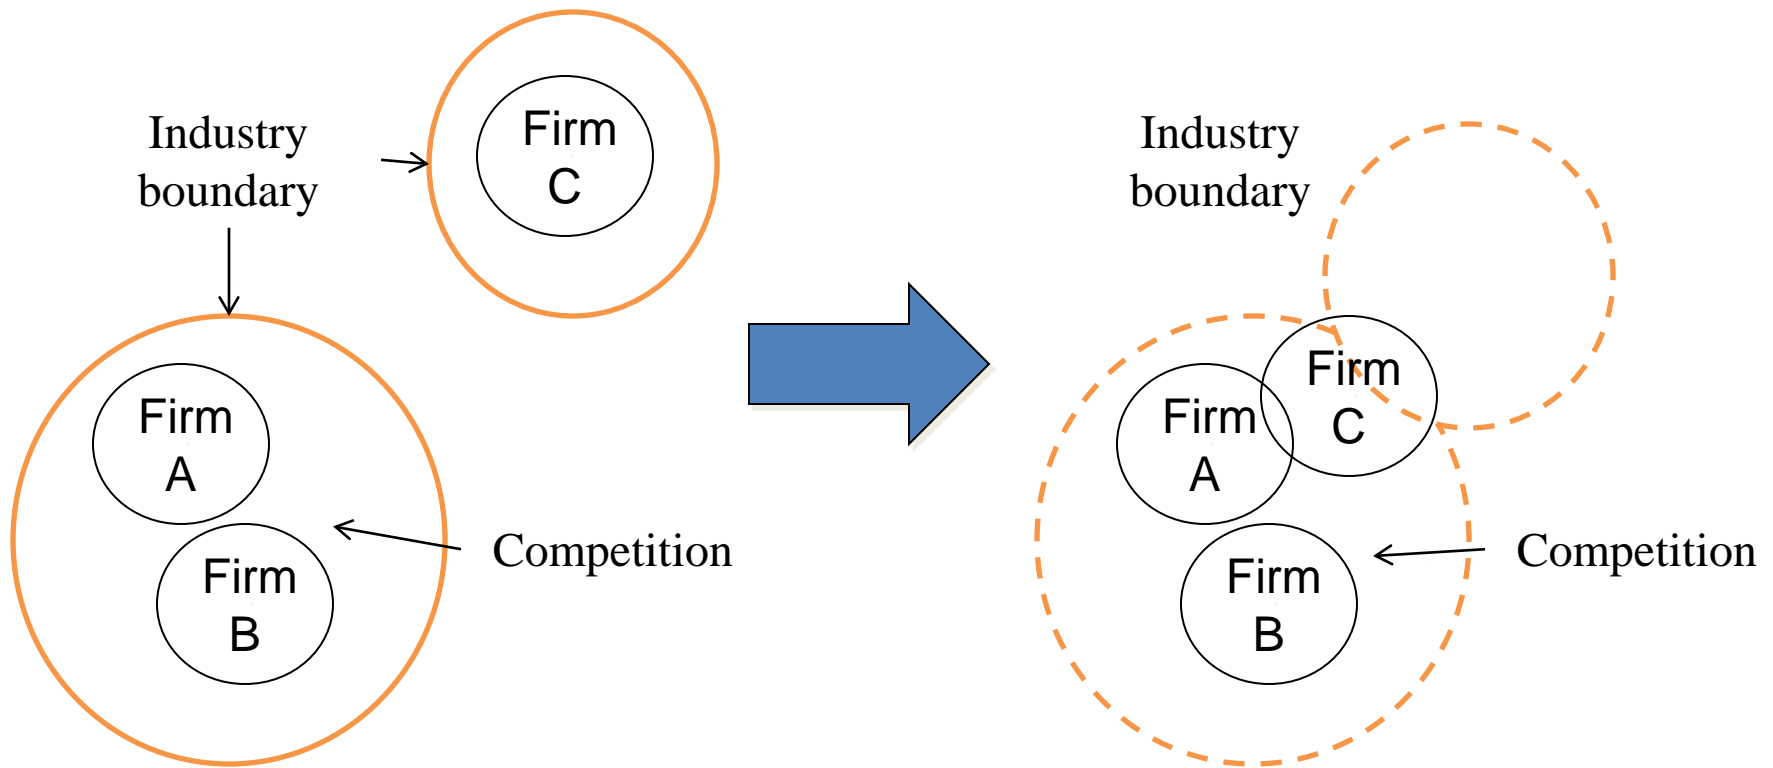 Industry
boundary
Firm
C
Firm
A
Firm
B
Competition
Industry
boundary
Firm
C
Firm
A
Firm
B
Competition